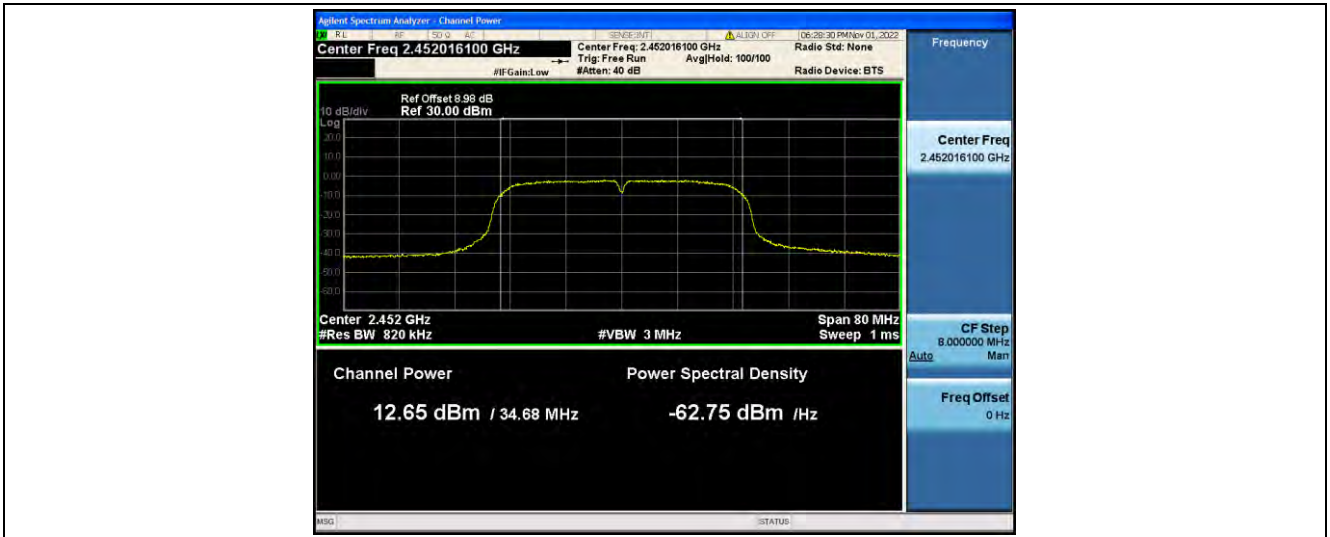 Agilent Spectrum Analyzer - Channel Power
RL RF 50 Ω AC SENSE:INT ALIGN OFF 06:28:30 PM Nov 01, 2022
Center Freq 2.452016100 GHz
Center Freq: 2.452016100 GHz
Radio Std: None
Trig: Free Run Avg|Hold: 100/100
#IFGain:Low #Atten: 40 dB Radio Device: BTS
Frequency
Ref Offset 8.98 dB
10 dB/div Ref 30.00 dBm
Log
20.0
10.0
0.00
-10.0
-20.0
-30.0
-40.0
-50.0
-60.0
Center 2.452 GHz Span 80 MHz
#Res BW 820 kHz #VBW 3 MHz Sweep 1 ms
Channel Power Power Spectral Density
12.65 dBm / 34.68 MHz -62.75 dBm /Hz
Center Freq
2.452016100 GHz
CF Step
8.000000 MHz
Auto Man
Freq Offset
0 Hz
MSG STATUS